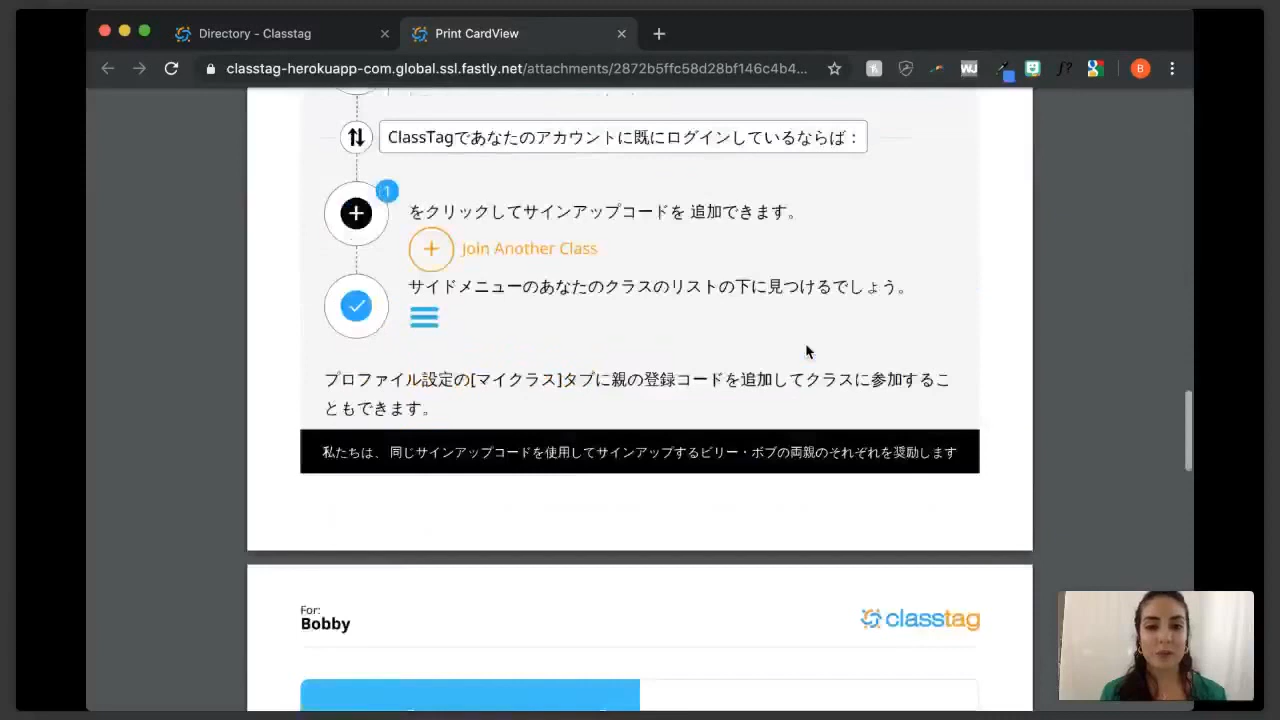 Directory - Classtag
Print CardView
classtag-herokuapp-com.global.ssl.fastly.net/attachments/2872b5ffc58d28bf146c4b4...
WJ
f?
B
ClassTagであなたのアカウントに既にログインしているならば：
1
をクリックしてサインアップコードを 追加できます。
Join Another Class
サイドメニューのあなたのクラスのリストの下に見つけるでしょう。
プロファイル設定の[マイクラス]タブに親の登録コードを追加してクラスに参加するこ
ともできます。
私たちは、 同じサインアップコードを使用してサインアップするビリー・ボブの両親のそれぞれを奨励します
For:
Bobby
classtag